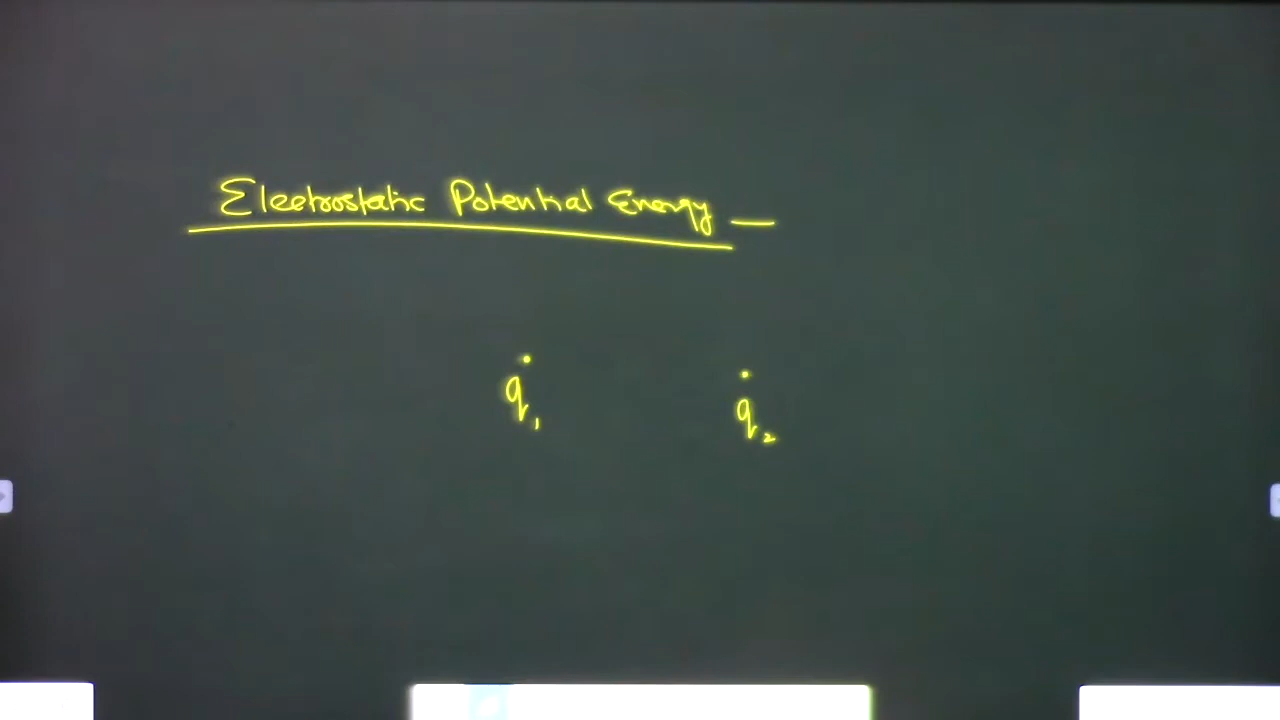 Electrostatic Potential Energy —
q₁ q₂